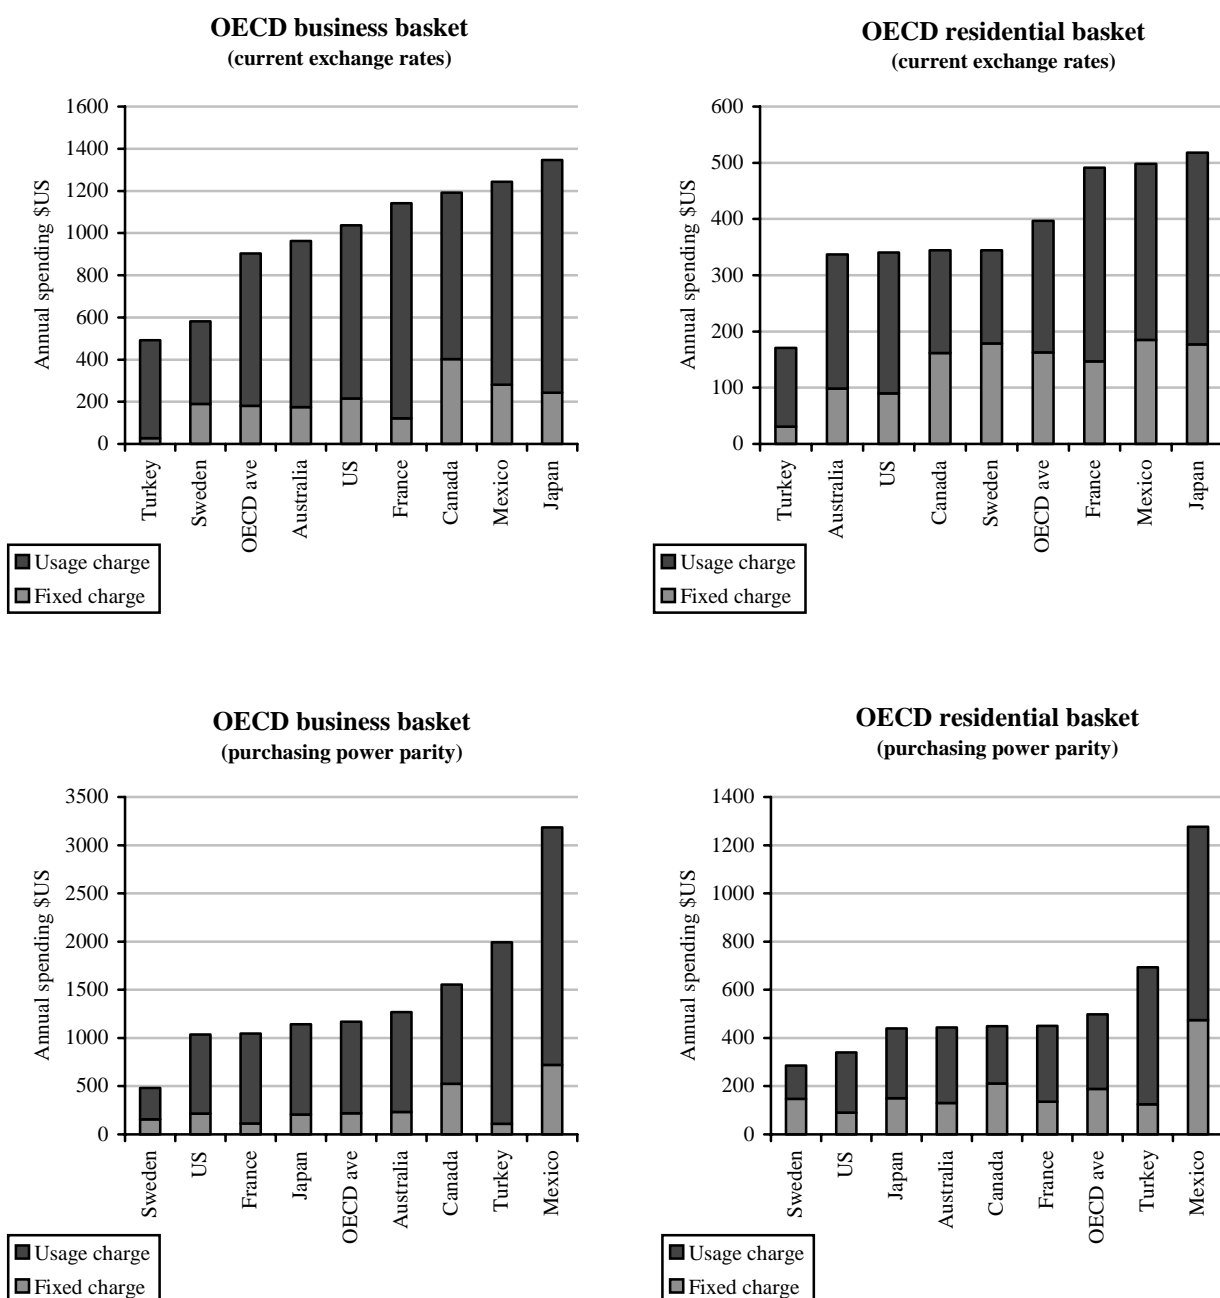 OECD business basket
(current exchange rates)
Annual spending $US
1600
1400
1200
1000
800
600
400
200
0
Turkey
Sweden
OECD ave
Australia
US
France
Canada
Mexico
Japan
Usage charge
Fixed charge
OECD residential basket
(current exchange rates)
Annual spending $US
600
500
400
300
200
100
0
Turkey
Australia
US
Canada
Sweden
OECD ave
France
Mexico
Japan
Usage charge
Fixed charge
OECD business basket
(purchasing power parity)
Annual spending $US
3500
3000
2500
2000
1500
1000
500
0
Sweden
US
France
Japan
OECD ave
Australia
Canada
Turkey
Mexico
Usage charge
Fixed charge
OECD residential basket
(purchasing power parity)
Annual spending $US
1400
1200
1000
800
600
400
200
0
Sweden
US
Japan
Australia
Canada
France
OECD ave
Turkey
Mexico
Usage charge
Fixed charge